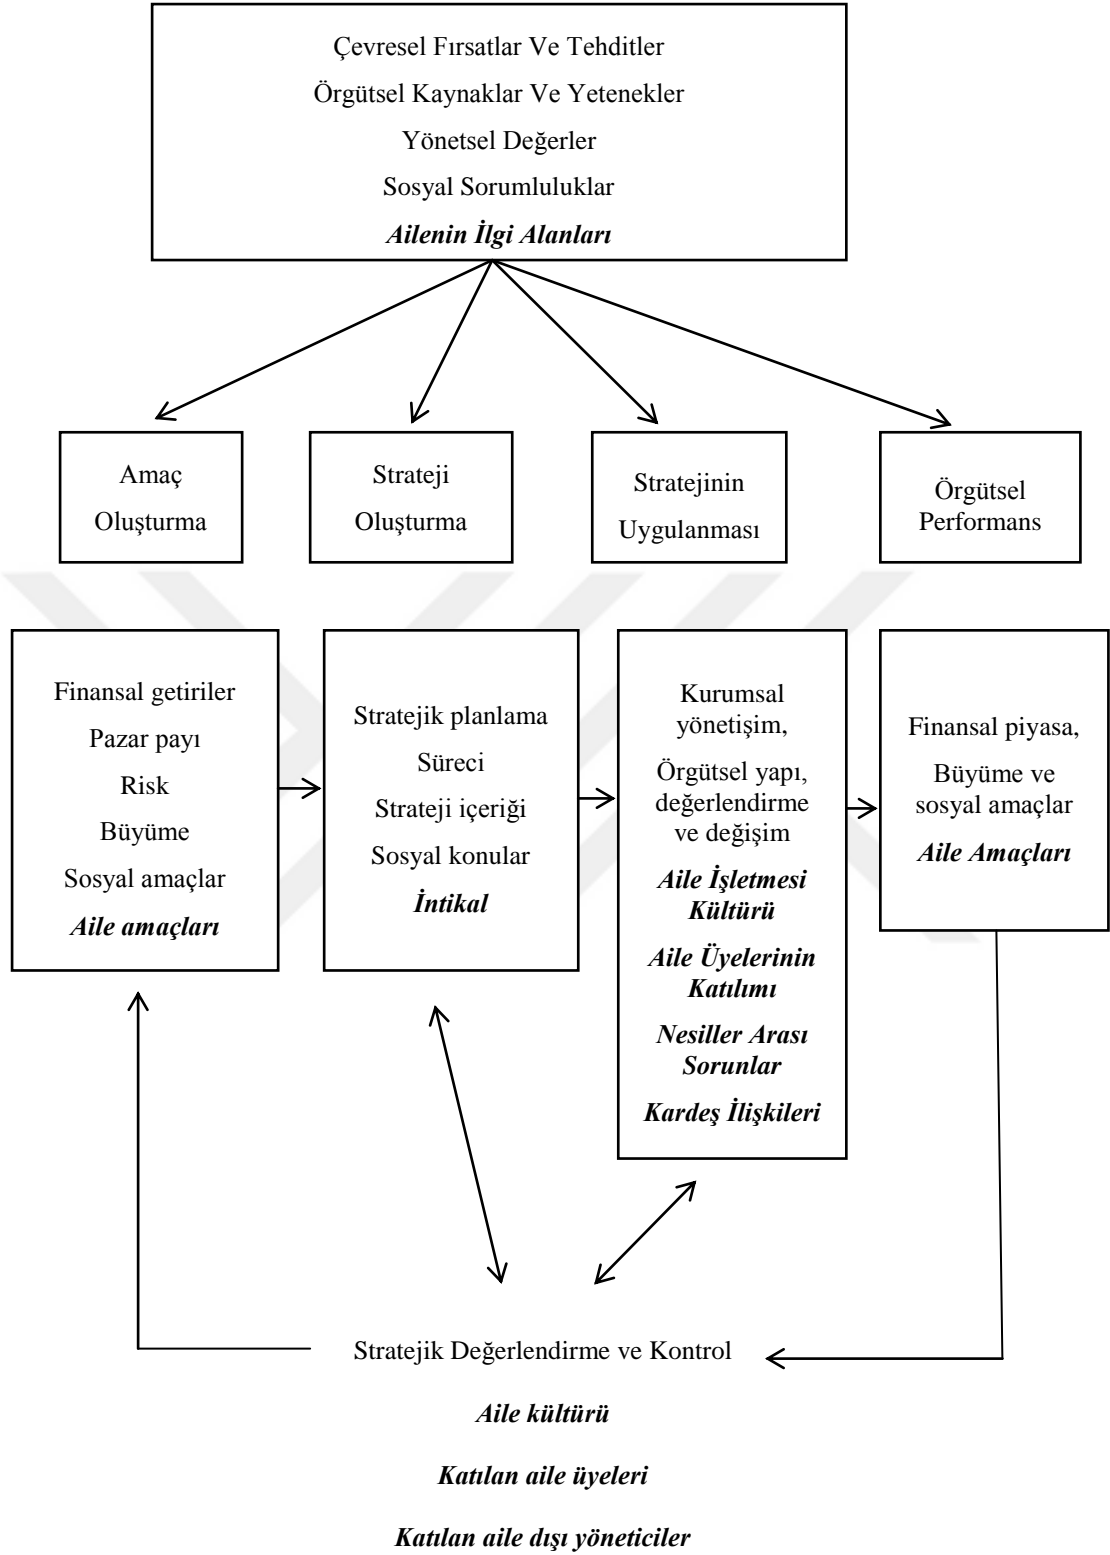 Çevresel Fırsatlar Ve Tehditler
Örgütsel Kaynaklar Ve Yetenekler
Yönetsel Değerler
Sosyal Sorumluluklar
Ailenin İlgi Alanları
Amaç
Oluşturma
Strateji
Oluşturma
Stratejinin
Uygulanması
Örgütsel
Performans
Finansal getiriler
Pazar payı
Risk
Büyüme
Sosyal amaçlar
Aile amaçları
Stratejik planlama
Süreci
Strateji içeriği
Sosyal konular
İntikal
Kurumsal
yönetişim,
Örgütsel yapı,
değerlendirme
ve değişim
Aile İşletmesi
Kültürü
Aile Üyelerinin
Katılımı
Nesiller Arası
Sorunlar
Kardeş İlişkileri
Finansal piyasa,
Büyüme ve
sosyal amaçlar
Aile Amaçları
Stratejik Değerlendirme ve Kontrol
Aile kültürü
Katılan aile üyeleri
Katılan aile dışı yöneticiler